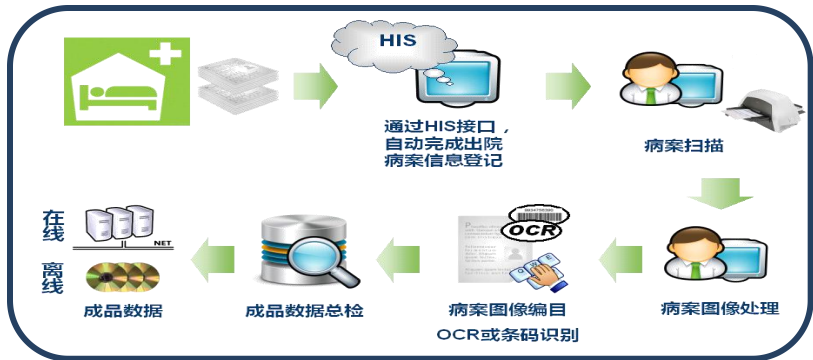 HIS
通过HIS接口，
自动完成出院
病案信息登记
病案扫描
病案图像处理
OCR
病案图像编目
OCR或条码识别
成品数据总检
在线
NET
离线
成品数据